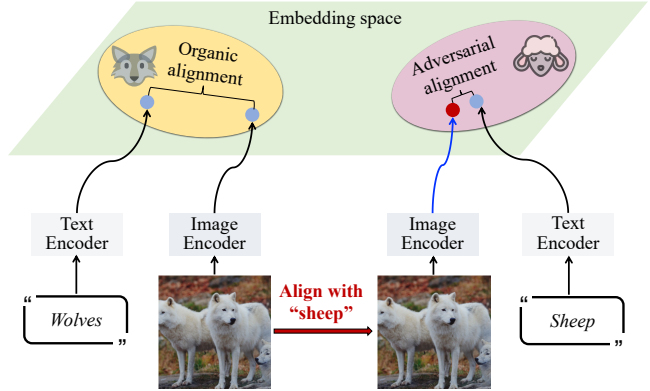 Embedding space
Organic
alignment
Adversarial
alignment
Text
Encoder
Image
Encoder
Image
Encoder
Text
Encoder
“ Wolves ”
Align with
“sheep”
“ Sheep ”